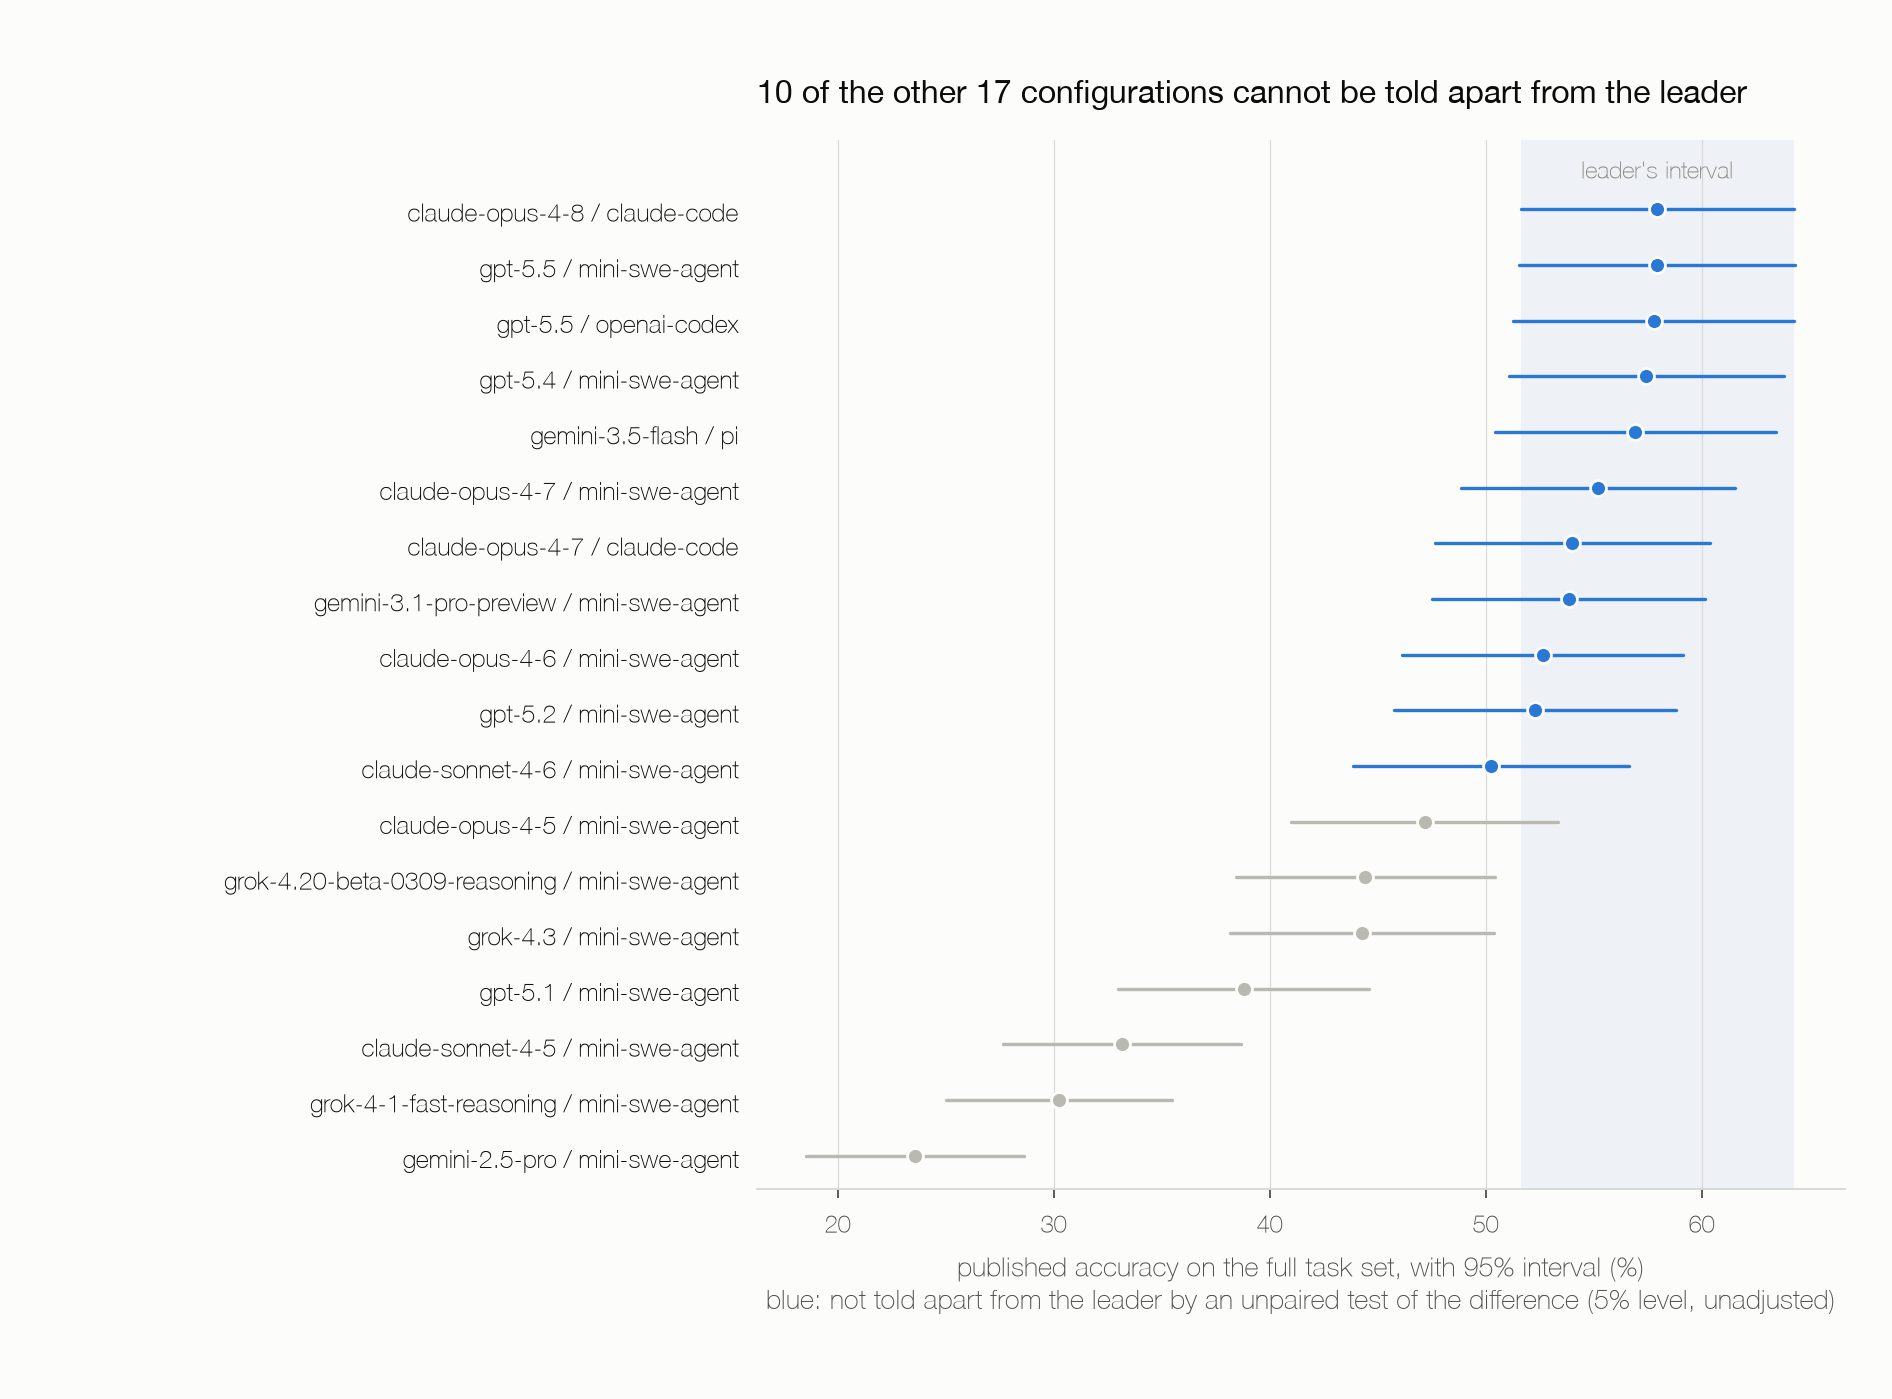 10 of the other 17 configurations cannot be told apart from the leader
leader's interval
claude-opus-4-8 / claude-code
gpt-5.5 / mini-swe-agent
gpt-5.5 / openai-codex
gpt-5.4 / mini-swe-agent
gemini-3.5-flash / pi
claude-opus-4-7 / mini-swe-agent
claude-opus-4-7 / claude-code
gemini-3.1-pro-preview / mini-swe-agent
claude-opus-4-6 / mini-swe-agent
gpt-5.2 / mini-swe-agent
claude-sonnet-4-6 / mini-swe-agent
claude-opus-4-5 / mini-swe-agent
grok-4.20-beta-0309-reasoning / mini-swe-agent
grok-4.3 / mini-swe-agent
gpt-5.1 / mini-swe-agent
claude-sonnet-4-5 / mini-swe-agent
grok-4-1-fast-reasoning / mini-swe-agent
gemini-2.5-pro / mini-swe-agent
20 30 40 50 60
published accuracy on the full task set, with 95% interval (%)
blue: not told apart from the leader by an unpaired test of the difference (5% level, unadjusted)